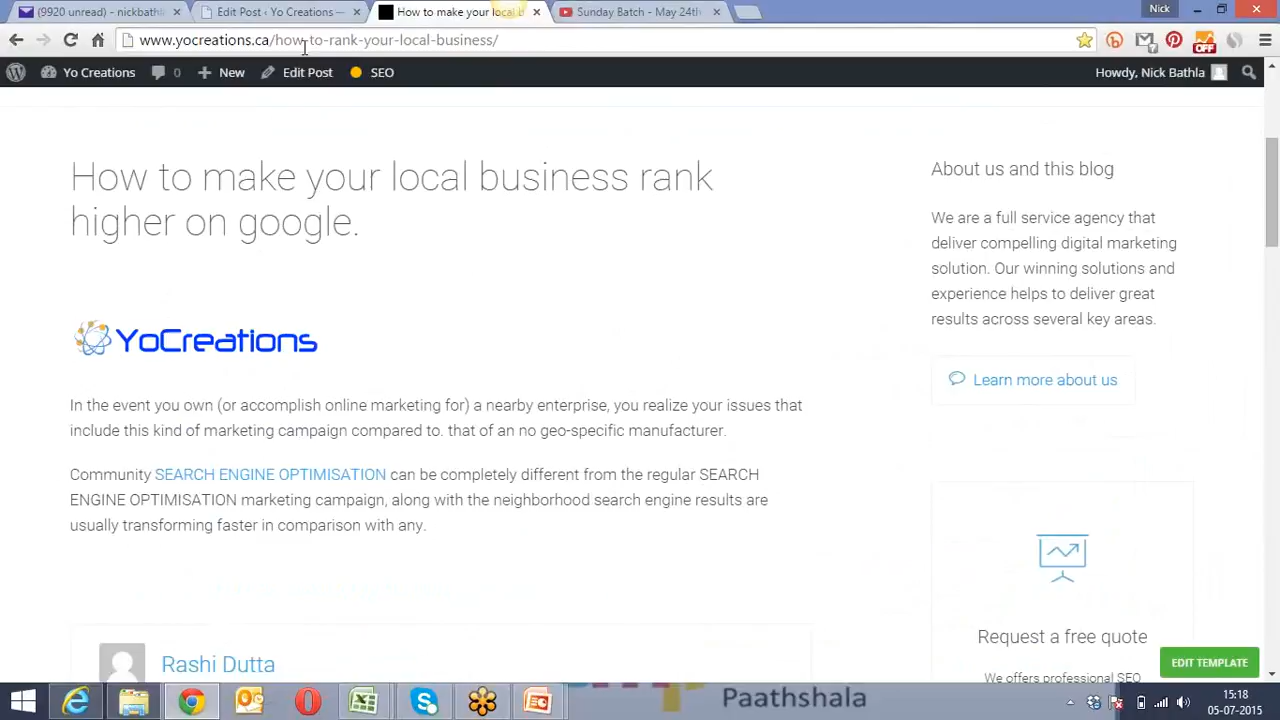 (9920 unread) - nickbathl
Edit Post ‹ Yo Creations —
How to make your local b
Sunday Batch - May 24th
Nick
www.yocreations.ca/how-to-rank-your-local-business/
OFF
Yo Creations
0
New
Edit Post
SEO
Howdy, Nick Bathla
How to make your local business rank
higher on google.
YoCreations
In the event you own (or accomplish online marketing for) a nearby enterprise, you realize your issues that
include this kind of marketing campaign compared to. that of an no geo-specific manufacturer.
Community SEARCH ENGINE OPTIMISATION can be completely different from the regular SEARCH
ENGINE OPTIMISATION marketing campaign, along with the neighborhood search engine results are
usually transforming faster in comparison with any.
Rashi Dutta
About us and this blog
We are a full service agency that
deliver compelling digital marketing
solution. Our winning solutions and
experience helps to deliver great
results across several key areas.
Learn more about us
Request a free quote
We offers professional SEO
EDIT TEMPLATE
Paathshala
15:18
05-07-2015